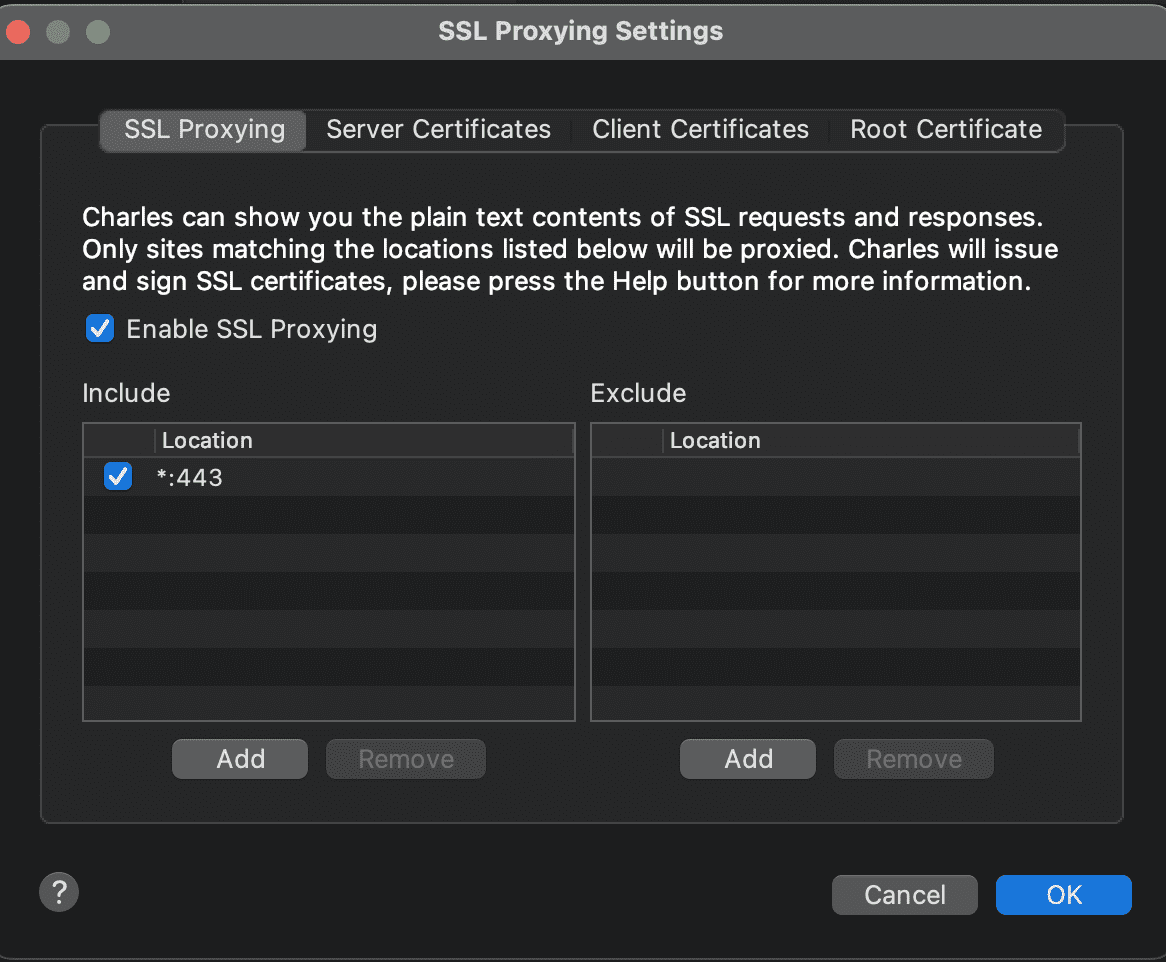 SSL Proxying Settings
SSL Proxying
Server Certificates
Client Certificates
Root Certificate
Charles can show you the plain text contents of SSL requests and responses.
Only sites matching the locations listed below will be proxied. Charles will issue
and sign SSL certificates, please press the Help button for more information.
Enable SSL Proxying
Include
Exclude
Location
Location
*:443
Add
Remove
Add
Remove
?
Cancel
OK